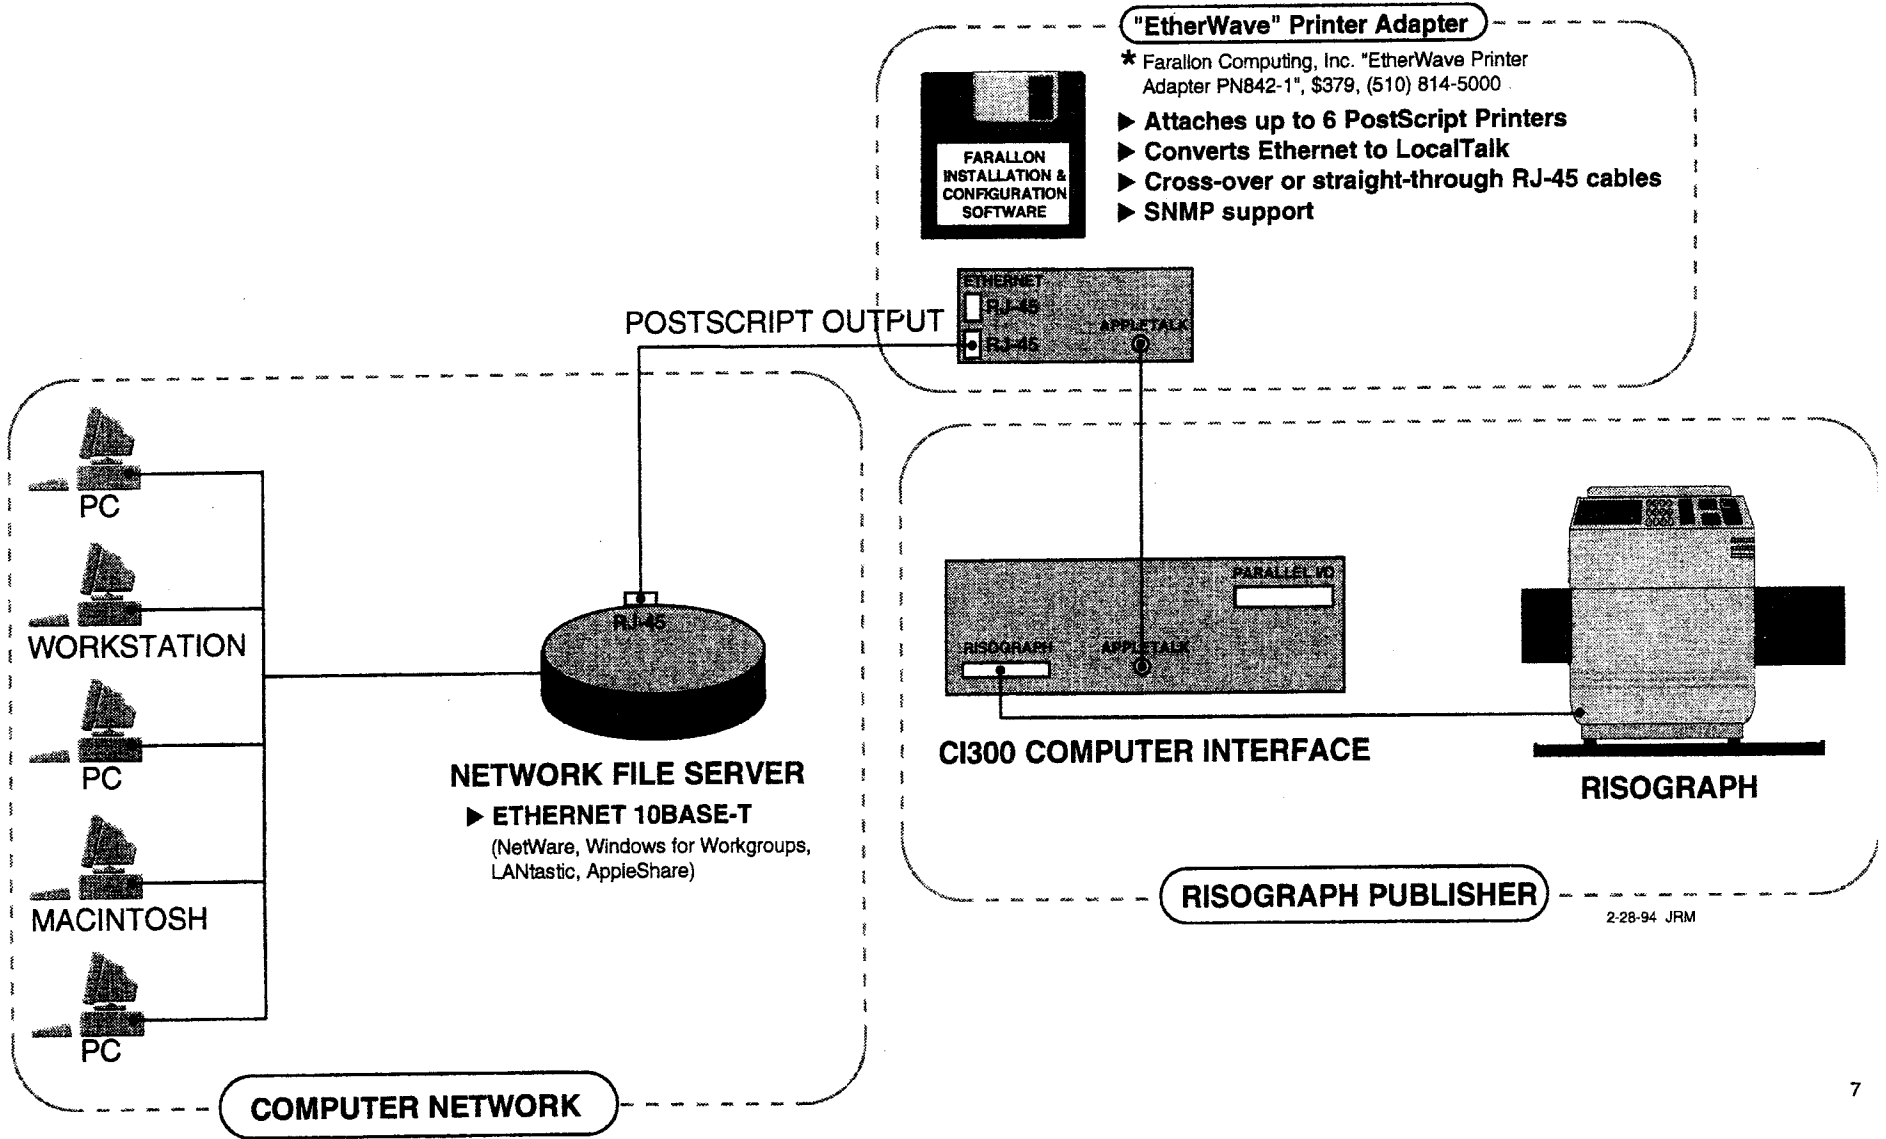 "EtherWave" Printer Adapter
* Farallon Computing, Inc. "EtherWave Printer
Adapter PN842-1", $379, (510) 814-5000
▶ Attaches up to 6 PostScript Printers
▶ Converts Ethernet to LocalTalk
▶ Cross-over or straight-through RJ-45 cables
▶ SNMP support
FARALLON
INSTALLATION &
CONFIGURATION
SOFTWARE
ETHERNET
RJ-45
RJ-45
APPLETALK
POSTSCRIPT OUTPUT
PC
WORKSTATION
PC
MACINTOSH
PC
RJ-45
NETWORK FILE SERVER
▶ ETHERNET 10BASE-T
(NetWare, Windows for Workgroups,
LANtastic, AppleShare)
COMPUTER NETWORK
PARALLEL I/O
RISOGRAPH
APPLETALK
CI300 COMPUTER INTERFACE
RISOGRAPH
RISOGRAPH PUBLISHER
2-28-94 JRM
7